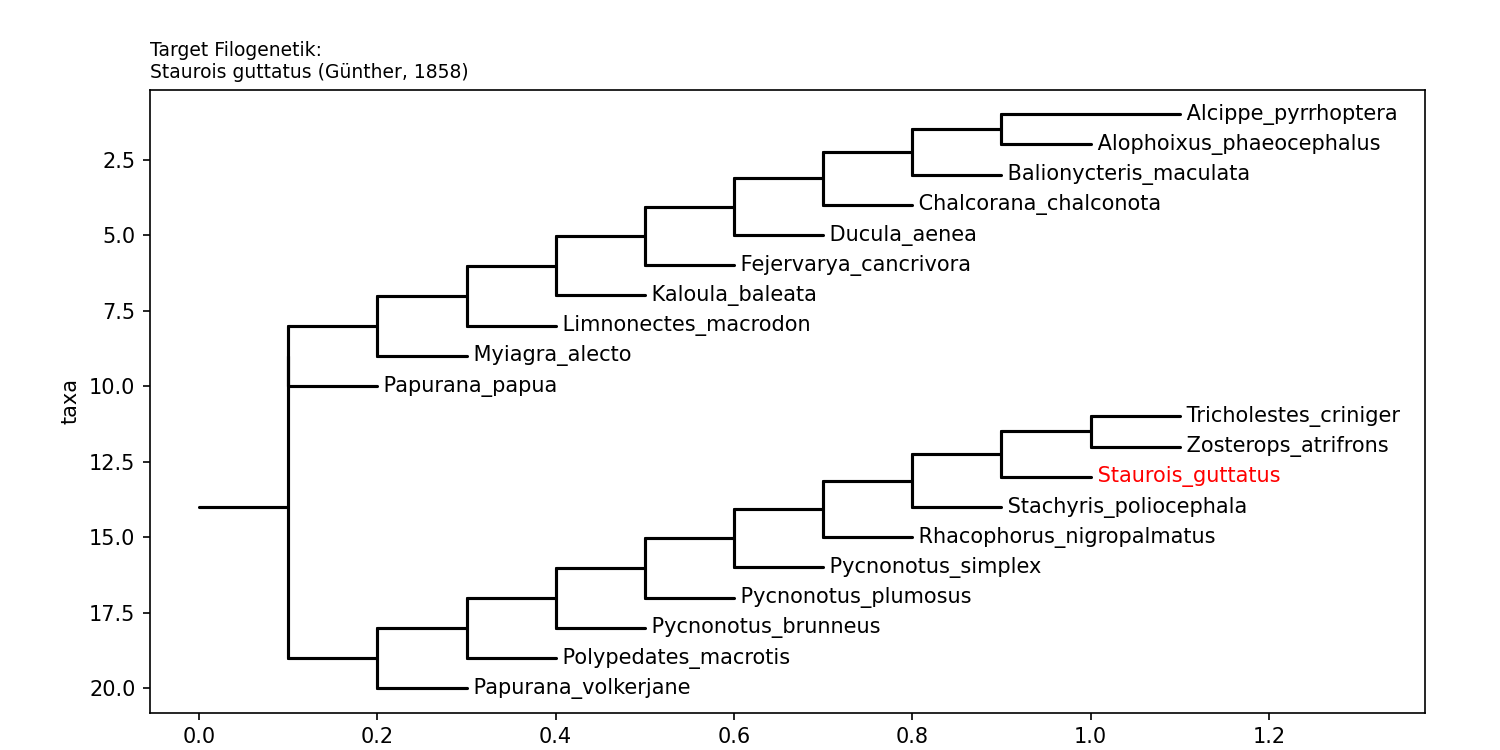 Target Filogenetik:
Staurois guttatus (Günther, 1858)
Alcippe_pyrrhoptera
Alophoixus_phaeocephalus
2.5
Balionycteris_maculata
Chalcorana_chalconota
5.0
Ducula_aenea
Fejervarya_cancrivora
Kaloula_baleata
7.5
Limnonectes_macrodon
Myiagra_alecto
10.0
Papurana_papua
taxa
Tricholestes_criniger
Zosterops_atrifrons
12.5
Staurois_guttatus
Stachyris_poliocephala
15.0
Rhacophorus_nigropalmatus
Pycnonotus_simplex
Pycnonotus_plumosus
17.5
Pycnonotus_brunneus
Polypedates_macrotis
20.0
Papurana_volkerjane
0.0 0.2 0.4 0.6 0.8 1.0 1.2